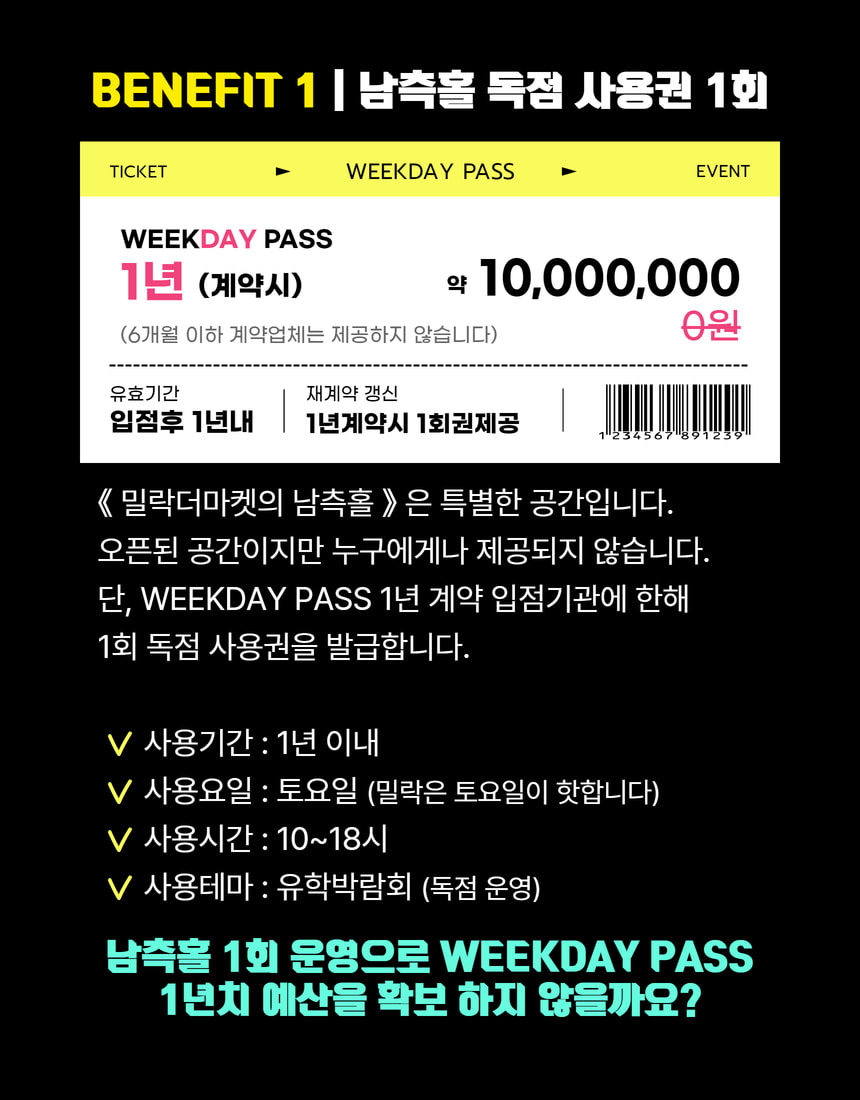 BENEFIT 1 | 남측홀 독점 사용권 1회
TICKET ► WEEKDAY PASS ► EVENT
WEEKDAY PASS
1년 (계약시)
약 10,000,000
0원
(6개월 이하 계약업체는 제공하지 않습니다)
유효기간
입점후 1년내
재계약 갱신
1년계약시 1회권제공
1 234567 891239
《 밀락더마켓의 남측홀 》은 특별한 공간입니다.
오픈된 공간이지만 누구에게나 제공되지 않습니다.
단, WEEKDAY PASS 1년 계약 입점기관에 한해
1회 독점 사용권을 발급합니다.
V 사용기간 : 1년 이내
V 사용요일 : 토요일 (밀락은 토요일이 핫합니다)
V 사용시간 : 10~18시
V 사용테마 : 유학박람회 (독점 운영)
남측홀 1회 운영으로 WEEKDAY PASS
1년치 예산을 확보 하지 않을까요?